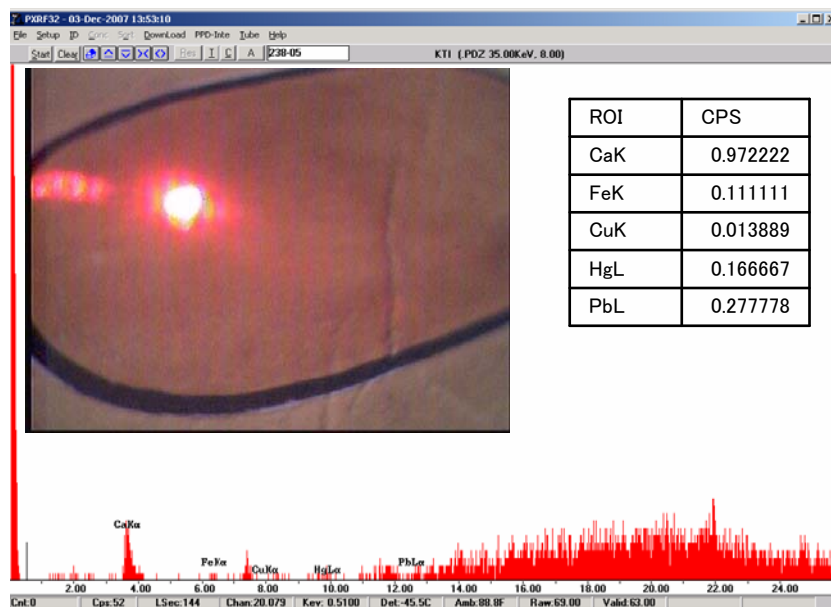 PXRF32 - 03-Dec-2007 13:53:10
File Setup ID Conc Sort DownLoad PPD-Inte Tube Help
Start Clear Res I C A 238-05 KTI (.PDZ 35.00KeV, 8.00)
ROI CPS
CaK 0.972222
FeK 0.111111
CuK 0.013889
HgL 0.166667
PbL 0.277778
CaKα
FeKα CuKα HgLα PbLα
2.00 4.00 6.00 8.00 10.00 12.00 14.00 16.00 18.00 20.00 22.00 24.00
Cnt:0 Cps:52 LSec:144 Chan:20.079 Kev: 0.5100 Det:-45.5C Amb:88.8F Raw:69.00 Valid:63.00